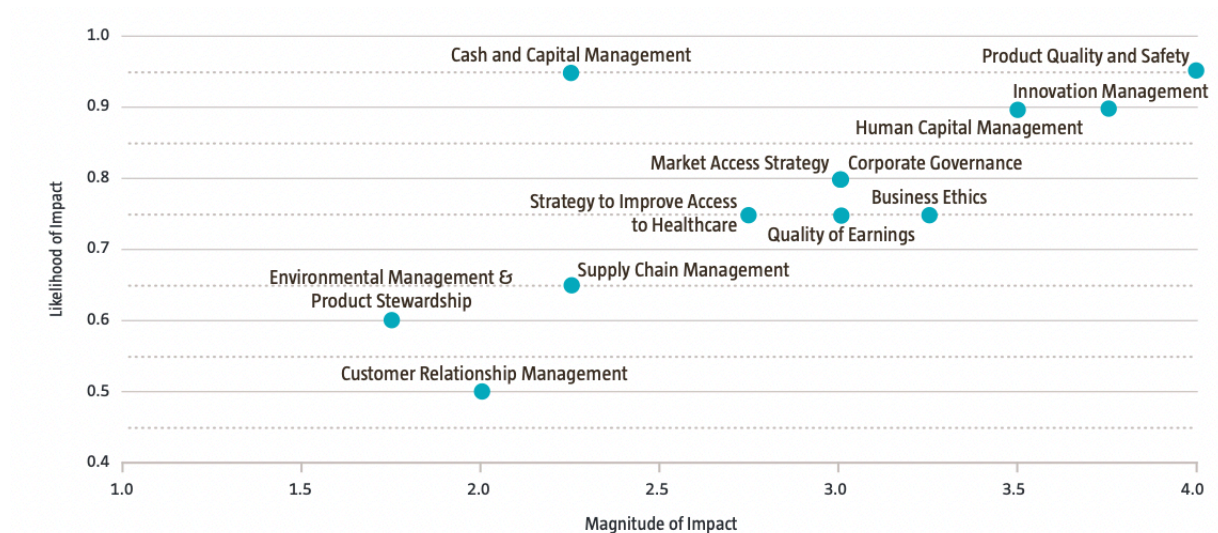 1.0
Cash and Capital Management
Product Quality and Safety
Innovation Management
0.9
Human Capital Management
Market Access Strategy
Corporate Governance
0.8
Strategy to Improve Access
to Healthcare
Business Ethics
Quality of Earnings
0.7
Supply Chain Management
Environmental Management &
Product Stewardship
0.6
Customer Relationship Management
0.5
0.4
Likelihood of Impact
1.0
1.5
2.0
2.5
3.0
3.5
4.0
Magnitude of Impact